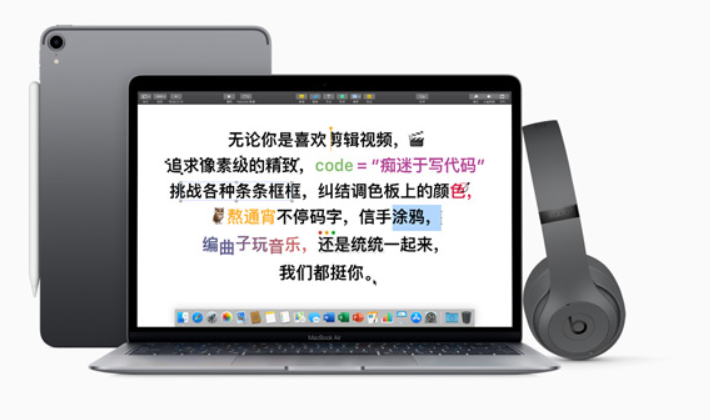 无论你是喜欢剪辑视频，🎬
追求像素级的精致，code = "痴迷于写代码"
挑战各种条条框框，纠结调色板上的颜色，
🦉熬通宵不停码字，信手涂鸦，
编曲子玩音乐，还是统统一起来，
我们都挺你。
MacBook Air